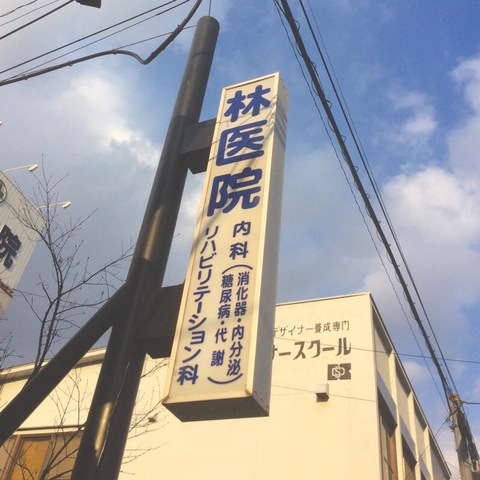 林医院
内科(消化器・内分泌
糖尿病・代謝)
リハビリテーション科
院
デザイナー養成専門
ースクール